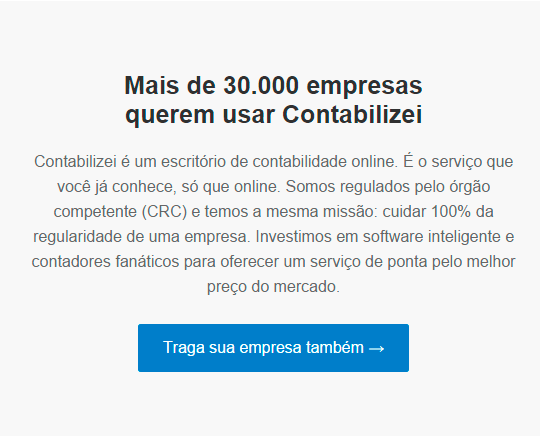 Mais de 30.000 empresas
querem usar Contabilizei
Contabilizei é um escritório de contabilidade online. É o serviço que
você já conhece, só que online. Somos regulados pelo órgão
competente (CRC) e temos a mesma missão: cuidar 100% da
regularidade de uma empresa. Investimos em software inteligente e
contadores fanáticos para oferecer um serviço de ponta pelo melhor
preço do mercado.
Traga sua empresa também →